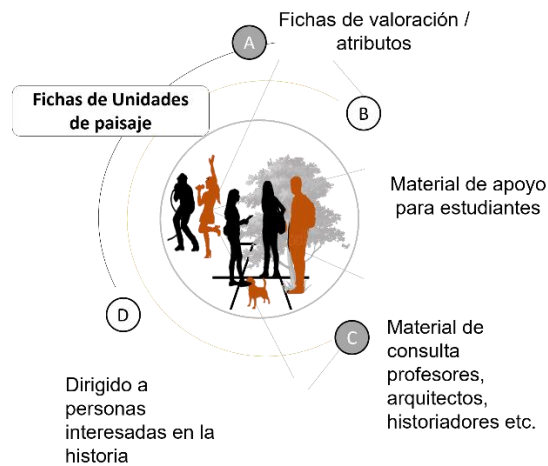 Fichas de valoración /
atributos
A
Fichas de Unidades
de paisaje
B
Material de apoyo
para estudiantes
C
Material de
consulta
profesores,
arquitectos,
historiadores etc.
D
Dirigido a
personas
interesadas en la
historia